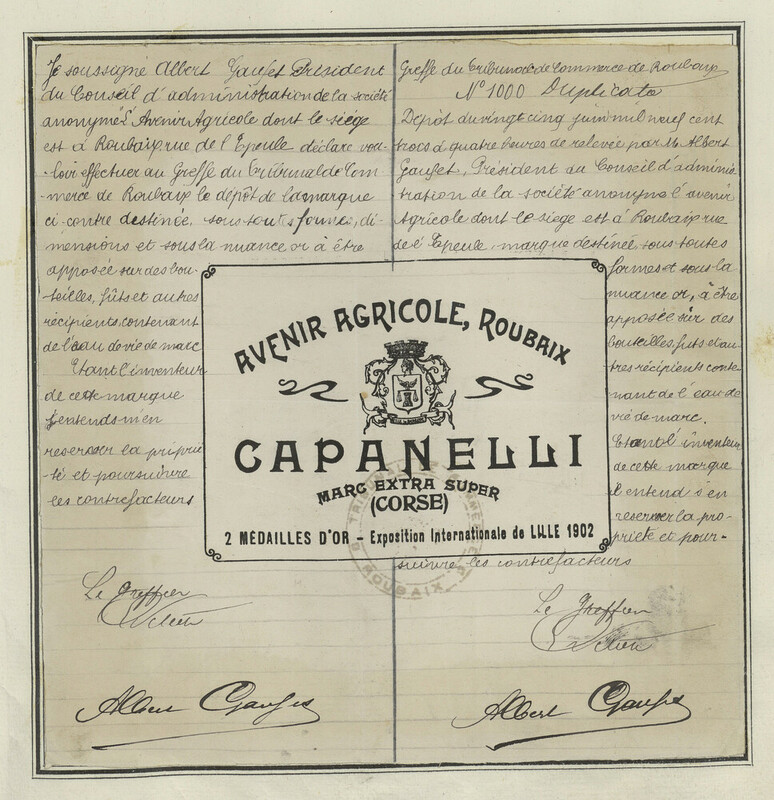 Je soussigné Albert Gaufet Président
du Conseil d'administration de la société
anonyme L'Avenir Agricole dont le siège
est à Roubaix rue de l'Epeule déclare vou-
loir effectuer au Greffe du Tribunal de Com
merce de Roubaix le dépôt de la marque
ci contre destinée, sous toutes formes, di-
mensions et sous la nuance or à être
apposée sur des bou-
teilles, fûts et autres
récipients, contenant
de l'eau de vie de marc
Etant l'inventeur
de cette marque
j'entends m'en
reserver la proprié
té et poursuivre
les contrefacteurs
Le Greffier
Albert
Greffe du Tribunal de Commerce de Roubaix
N° 1000 Duplicata
Dépôt du vingt cinq juin mil neuf cent
trois à quatre heures de relevée par M. Albert
Gaufet, Président du Conseil d'adminis
tration de la société anonyme l'avenir
Agricole dont le siège est à Roubaix rue
de l'Epeule, marque destinée sous toutes
formes et sous la
nuance or, à être
apposée sur des
bouteilles, futs et au-
tres récipients conte
nant de l'eau de
vie de marc.
Etant l'inventeur
de cette marque
il entend s'en
reserver la pro-
priété et pour-
suivre les contrefacteurs
Le Greffier
Albert
AVENIR AGRICOLE, ROUBAIX
CAPANELLI
MARC EXTRA SUPER
(CORSE)
2 MÉDAILLES D'OR - Exposition Internationale de LILLE 1902
TRIBUNAL DE COMMERCE DE
ROUBAIX